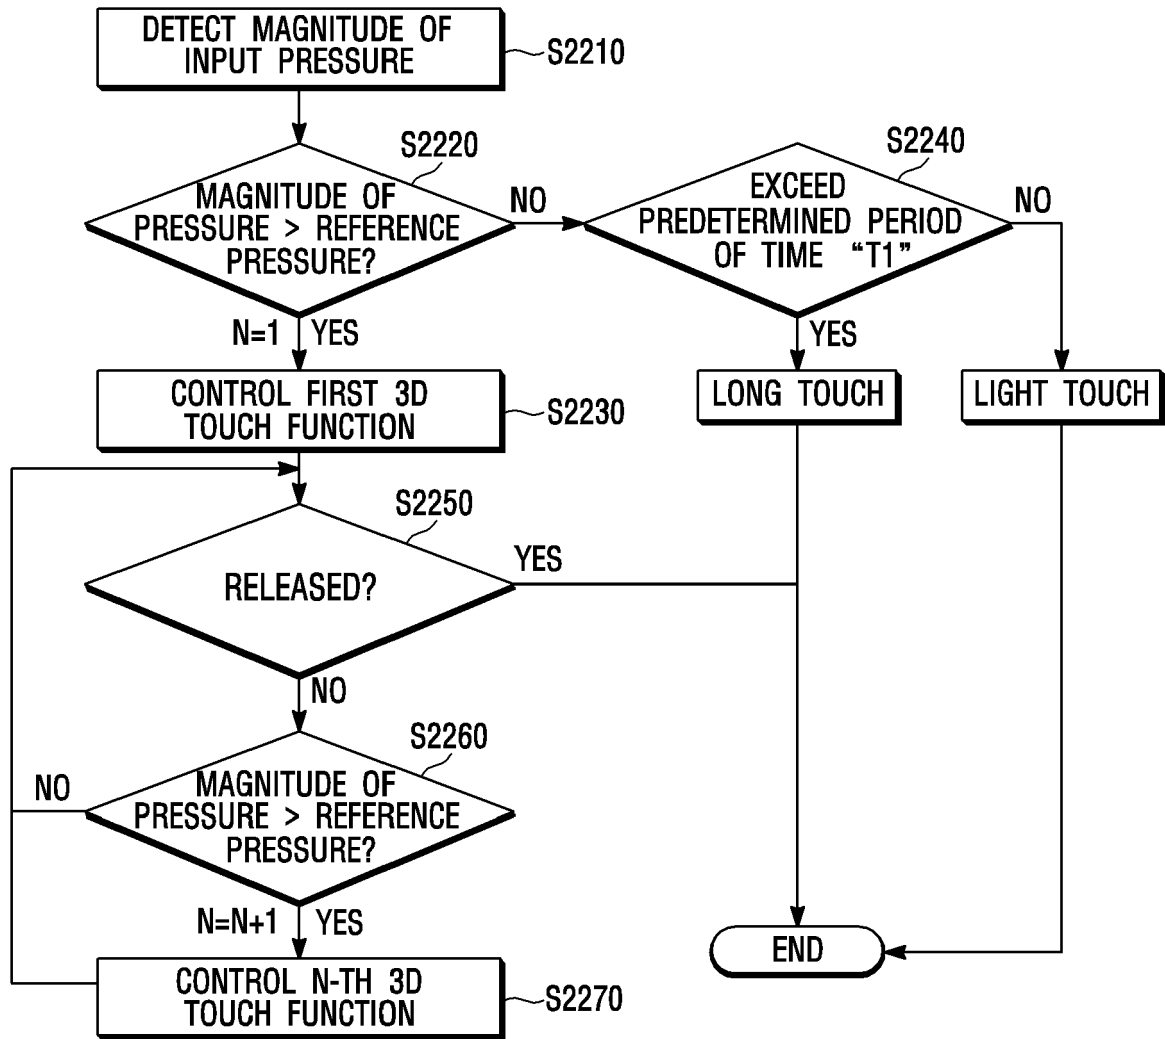 DETECT MAGNITUDE OF
INPUT PRESSURE
S2210
S2220
MAGNITUDE OF
PRESSURE > REFERENCE
PRESSURE?
NO
S2240
EXCEED
PREDETERMINED PERIOD
OF TIME “T1”
NO
N=1
YES
YES
CONTROL FIRST 3D
TOUCH FUNCTION
S2230
LONG TOUCH
LIGHT TOUCH
S2250
RELEASED?
YES
NO
S2260
MAGNITUDE OF
PRESSURE > REFERENCE
PRESSURE?
NO
N=N+1
YES
END
CONTROL N-TH 3D
TOUCH FUNCTION
S2270